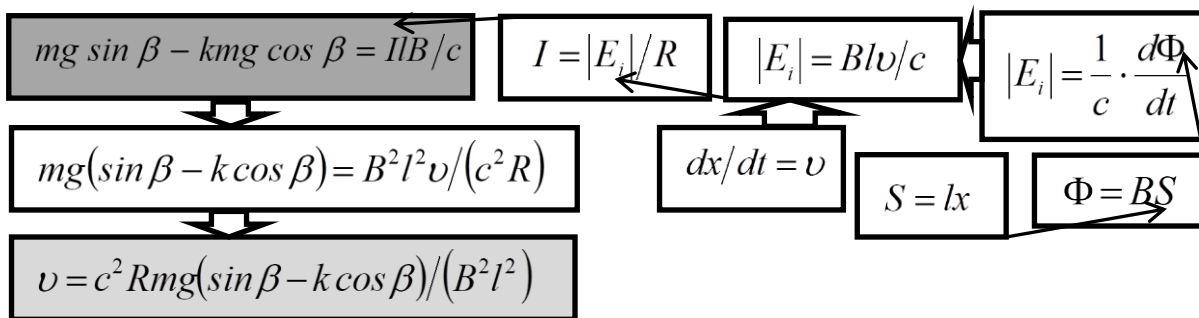 mg sin β − kmg cos β = IlB/c
I = |E_i|/R
|E_i| = Blυ/c
|E_i| = 1/c · dΦ/dt
mg(sin β − k cos β) = B²l²υ/(c²R)
dx/dt = υ
S = lx
Φ = BS
υ = c²Rmg(sin β − k cos β)/(B²l²)